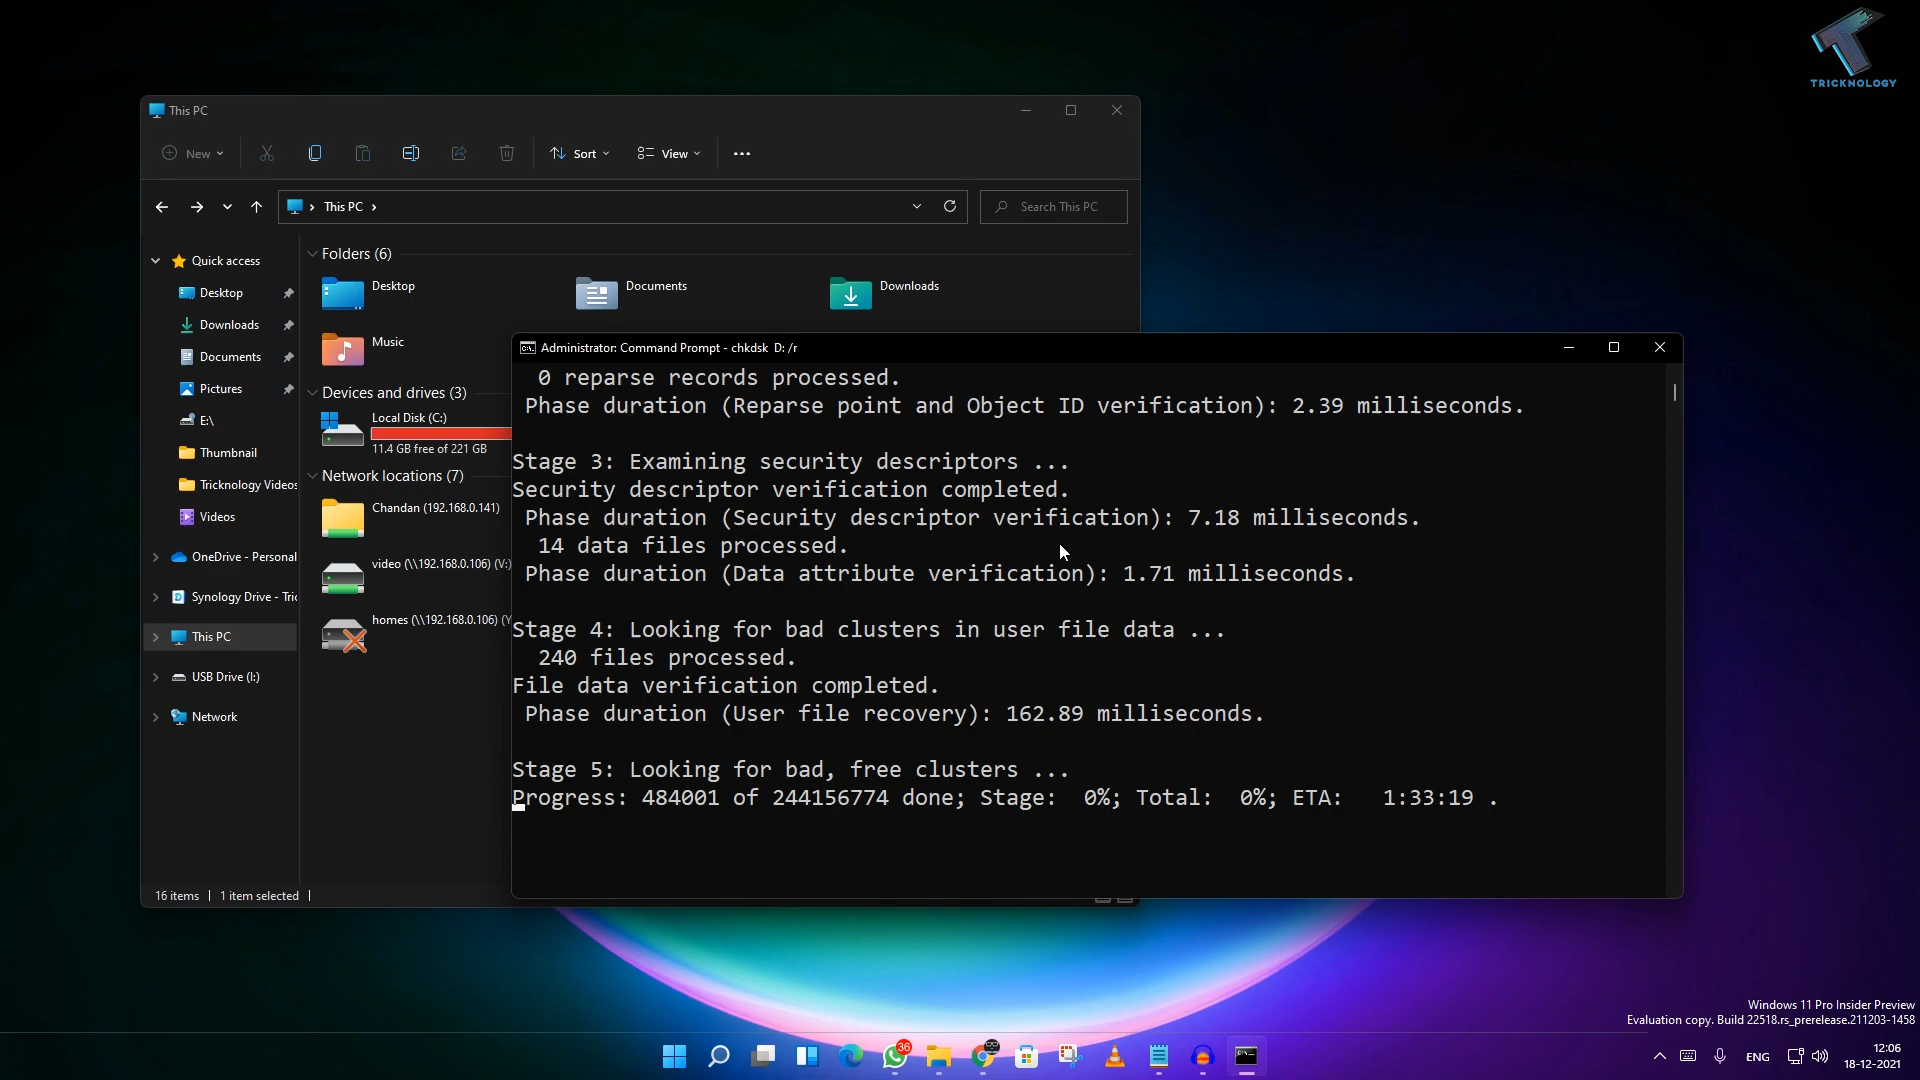 TRICKNOLOGY
This PC
New
Sort
View
This PC
Search This PC
Quick access
Desktop
Downloads
Documents
Pictures
E:\
Thumbnail
Tricknology Videos
Videos
OneDrive - Personal
Synology Drive - Tric
This PC
USB Drive (I:)
Network
Folders (6)
Desktop
Documents
Downloads
Music
Devices and drives (3)
Local Disk (C:)
11.4 GB free of 221 GB
Network locations (7)
Chandan (192.168.0.141)
video (\\192.168.0.106) (V:)
homes (\\192.168.0.106) (Y
16 items
1 item selected
Administrator: Command Prompt - chkdsk D: /r
0 reparse records processed.
Phase duration (Reparse point and Object ID verification): 2.39 milliseconds.
Stage 3: Examining security descriptors ...
Security descriptor verification completed.
Phase duration (Security descriptor verification): 7.18 milliseconds.
14 data files processed.
Phase duration (Data attribute verification): 1.71 milliseconds.
Stage 4: Looking for bad clusters in user file data ...
240 files processed.
File data verification completed.
Phase duration (User file recovery): 162.89 milliseconds.
Stage 5: Looking for bad, free clusters ...
Progress: 484001 of 244156774 done; Stage:  0%; Total:  0%; ETA:   1:33:19 .
Windows 11 Pro Insider Preview
Evaluation copy. Build 22518.rs_prerelease.211203-1458
36
ENG
12:06
18-12-2021